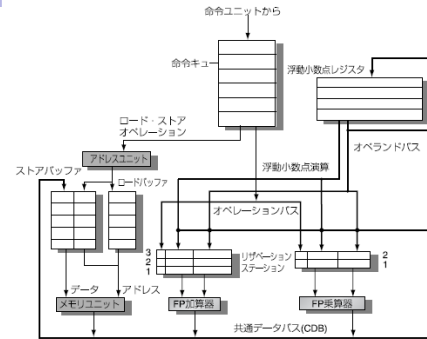 命令ユニットから
命令キュー
浮動小数点レジスタ
ロード・ストア
オペレーション
オペランドバス
アドレスユニット
ストアバッファ
ロードバッファ
浮動小数点演算
オペレーションバス
3
2
1
リザベーション
ステーション
2
1
データ
アドレス
メモリユニット
FP加算器
FP乗算器
共通データバス(CDB)